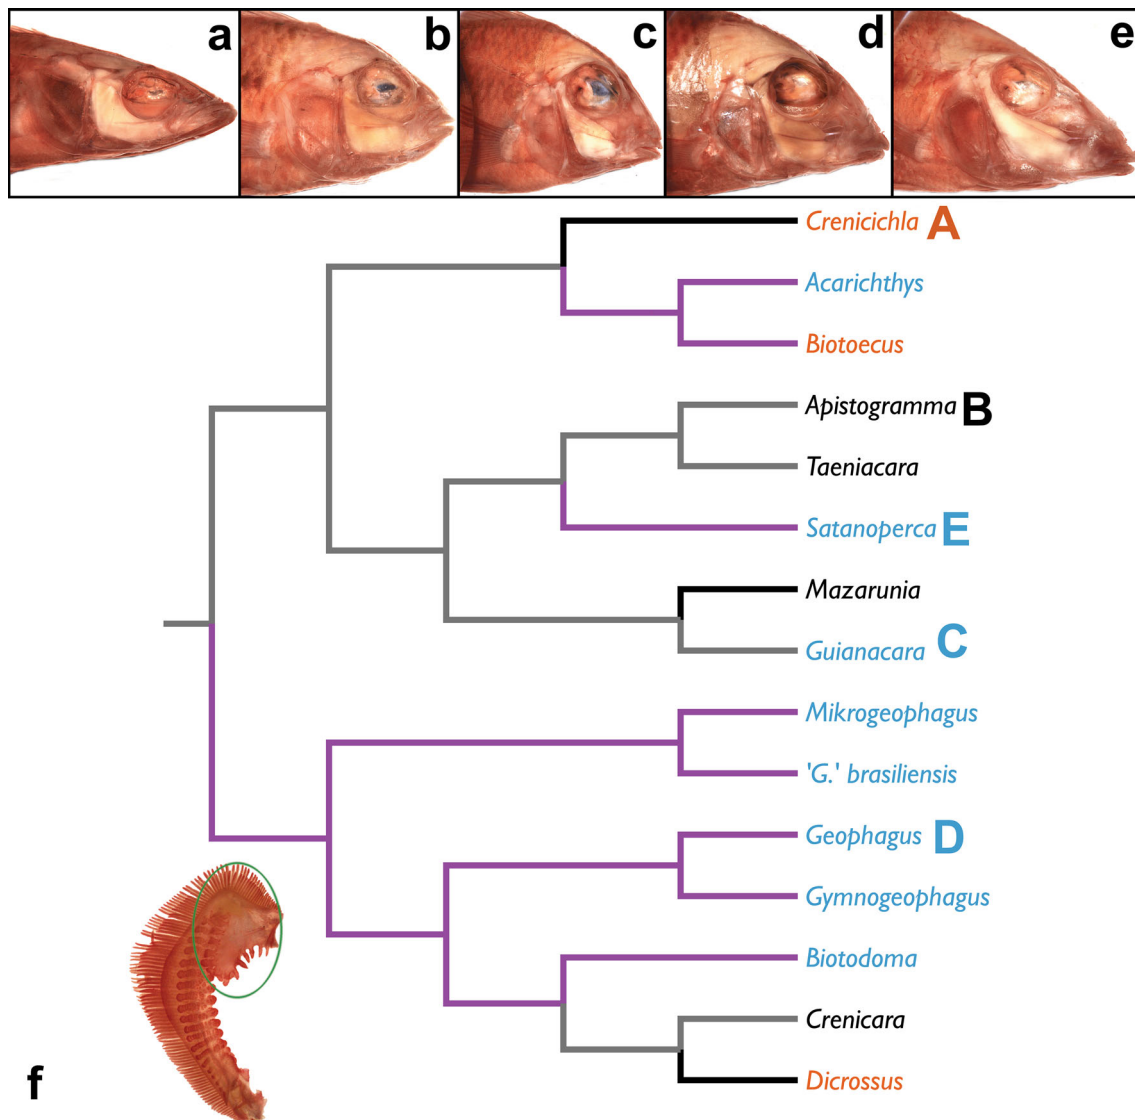 a b c d e
Crenicichla A
Acarichthys
Biotoecus
Apistogramma B
Taeniacara
Satanoperca E
Mazarunia
Guianacara C
Mikrogeophagus
'G.' brasiliensis
Geophagus D
Gymnogeophagus
Biotodoma
Crenicara
Dicrossus
f